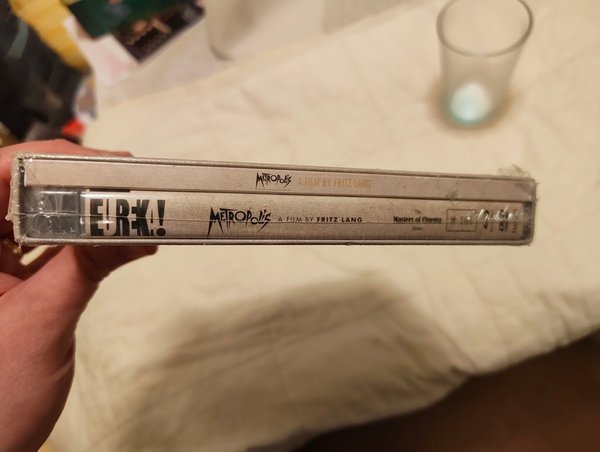 METROPOLIS A FILM BY FRITZ LANG
EUREKA! METROPOLIS A FILM BY FRITZ LANG The Masters of Cinema Series